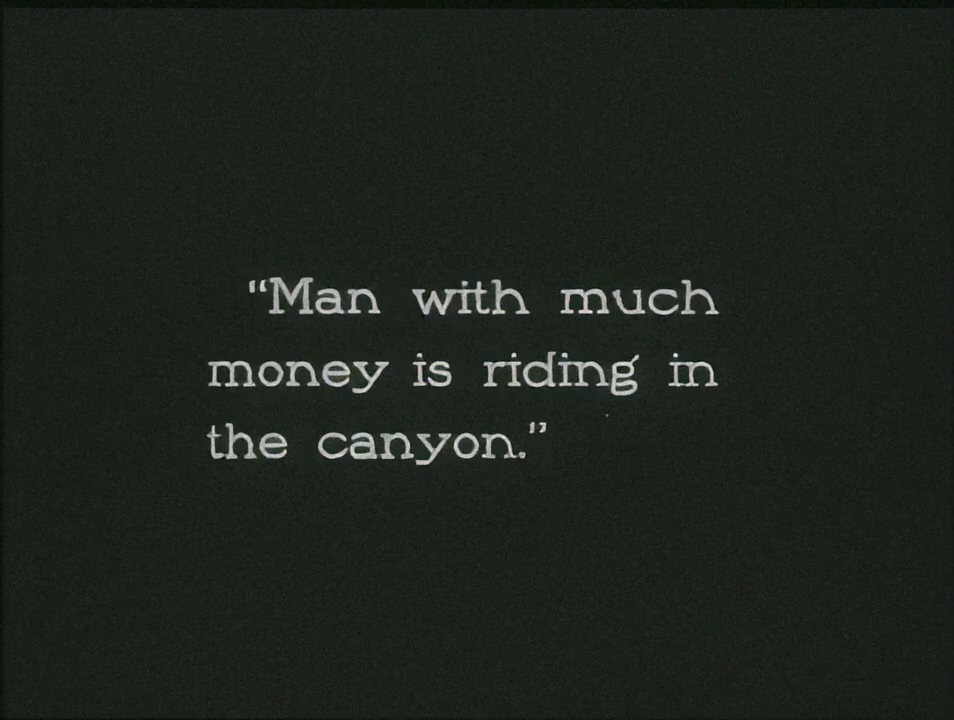 “Man with much
money is riding in
the canyon.”